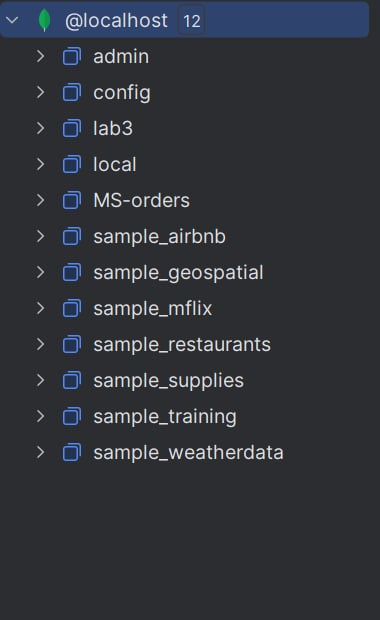 @localhost 12
admin
config
lab3
local
MS-orders
sample_airbnb
sample_geospatial
sample_mflix
sample_restaurants
sample_supplies
sample_training
sample_weatherdata